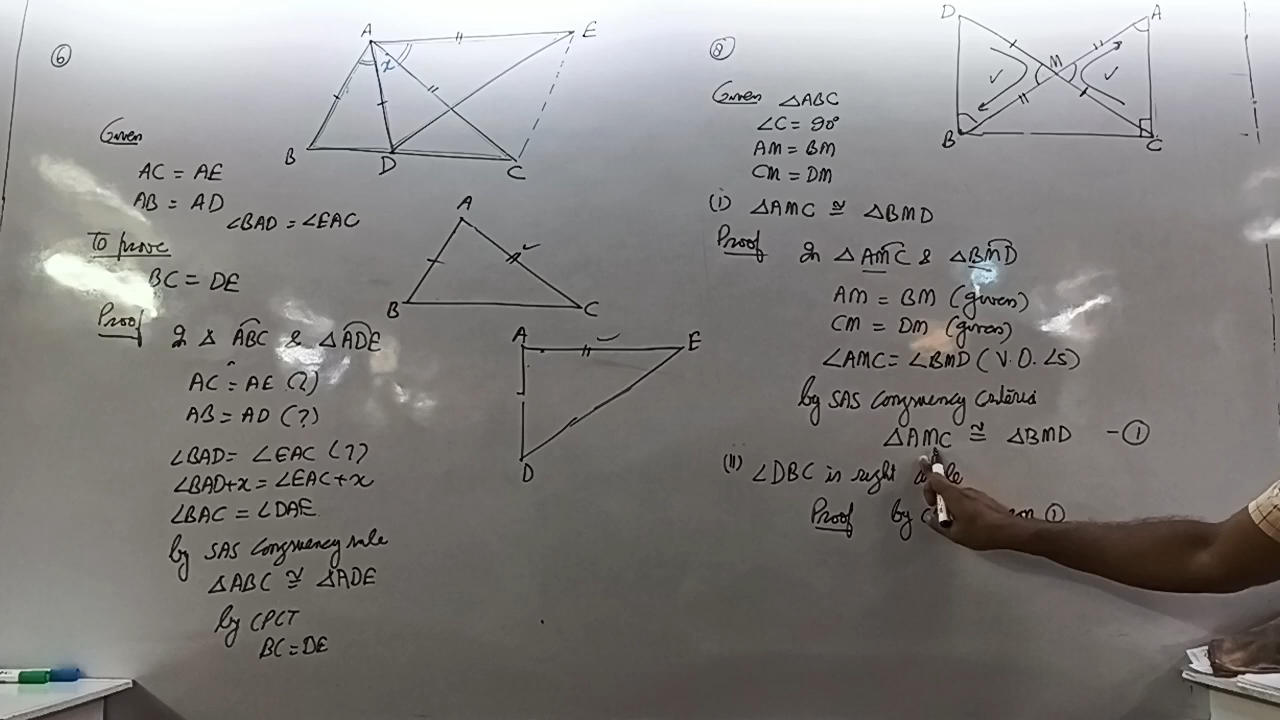 6
A
E
x
B
D
C
Given
AC = AE
AB = AD
∠BAD = ∠EAC
To prove
BC = DE
Proof
In △ ABC & △ADE
AC = AE (?)
AB = AD (?)
∠BAD = ∠EAC (?)
∠BAD+x = ∠EAC+x
∠BAC = ∠DAE
by SAS congruency rule
△ABC ≅ △ADE
by CPCT
BC = DE
A
B
C
A
E
D
8
D
A
M
B
C
Given △ABC
∠C = 90°
AM = BM
CM = DM
(i) △AMC ≅ △BMD
Proof In △ AMC & △BMD
AM = BM (given)
CM = DM (given)
∠AMC = ∠BMD (V.O.∠s)
by SAS congruency criteria
△AMC ≅ △BMD - ①
(ii) ∠DBC is right
Proof by ①